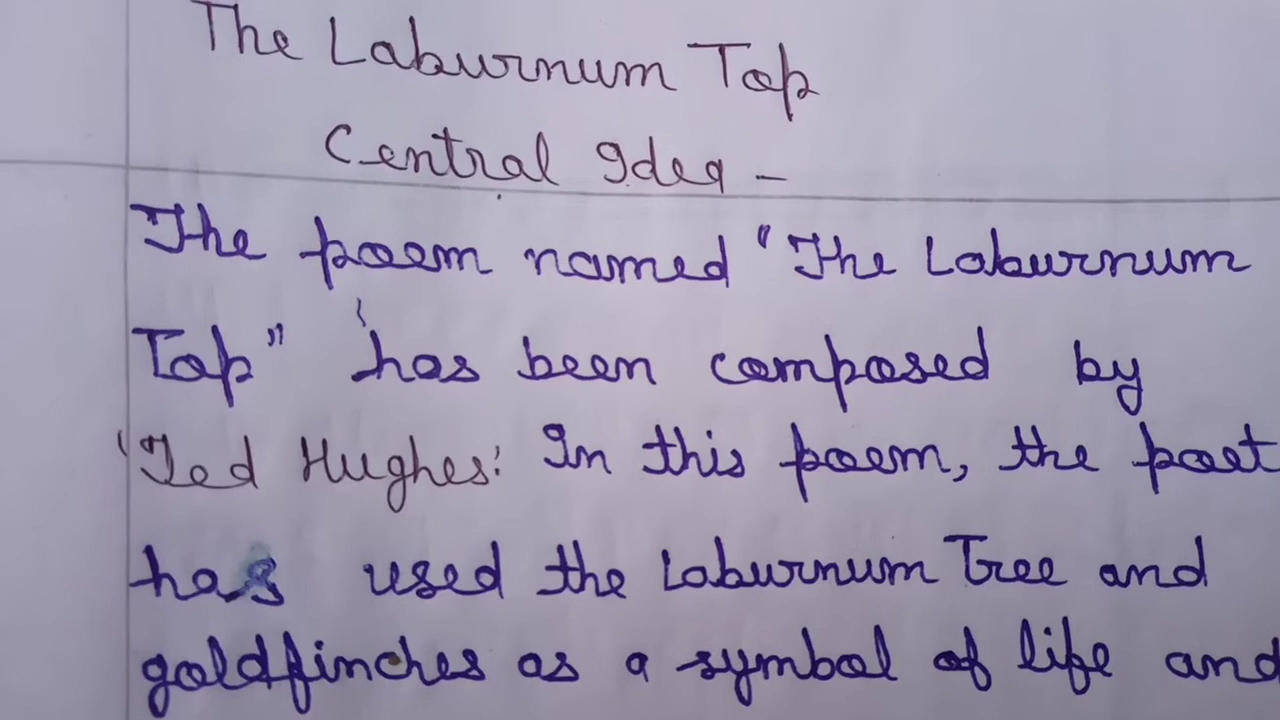 The Laburnum Top
Central Idea -
The poem named "The Laburnum
Top" has been composed by
'Ted Hughes'. In this poem, the poet
has used the Laburnum Tree and
goldfinches as a symbol of life and